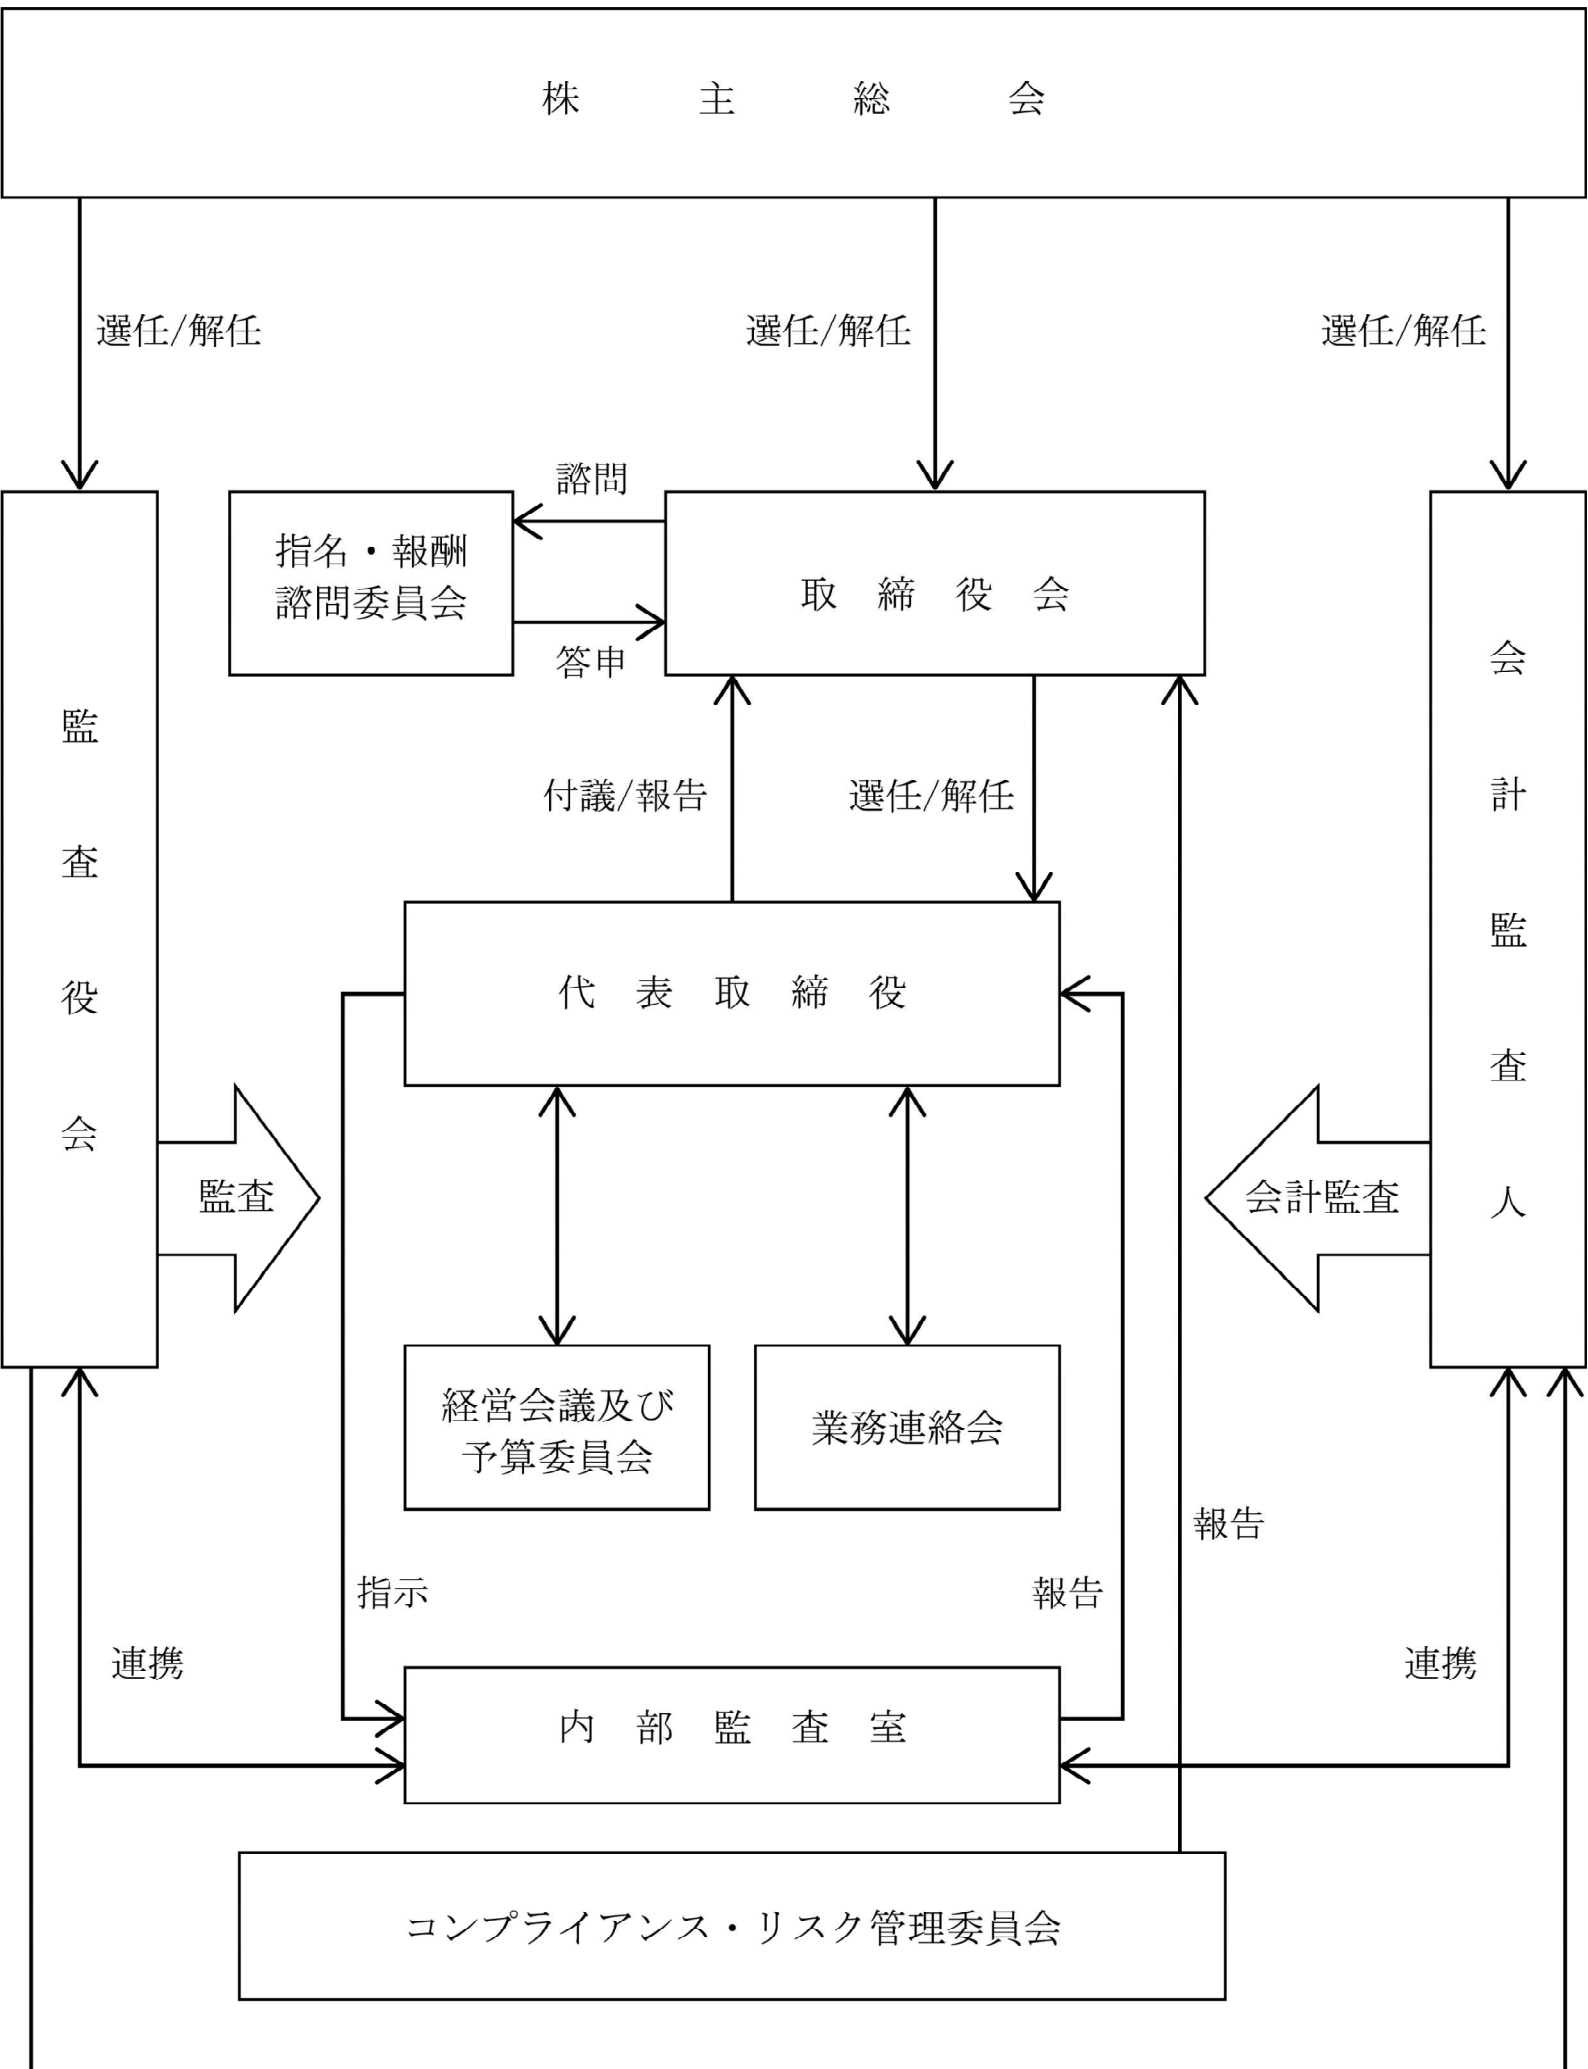 株主総会
選任/解任
選任/解任
選任/解任
諮問
指名・報酬
諮問委員会
取締役会
答申
監査役会
会計監査人
付議/報告
選任/解任
代表取締役
監査
会計監査
経営会議及び
予算委員会
業務連絡会
報告
指示
報告
連携
連携
内部監査室
コンプライアンス・リスク管理委員会